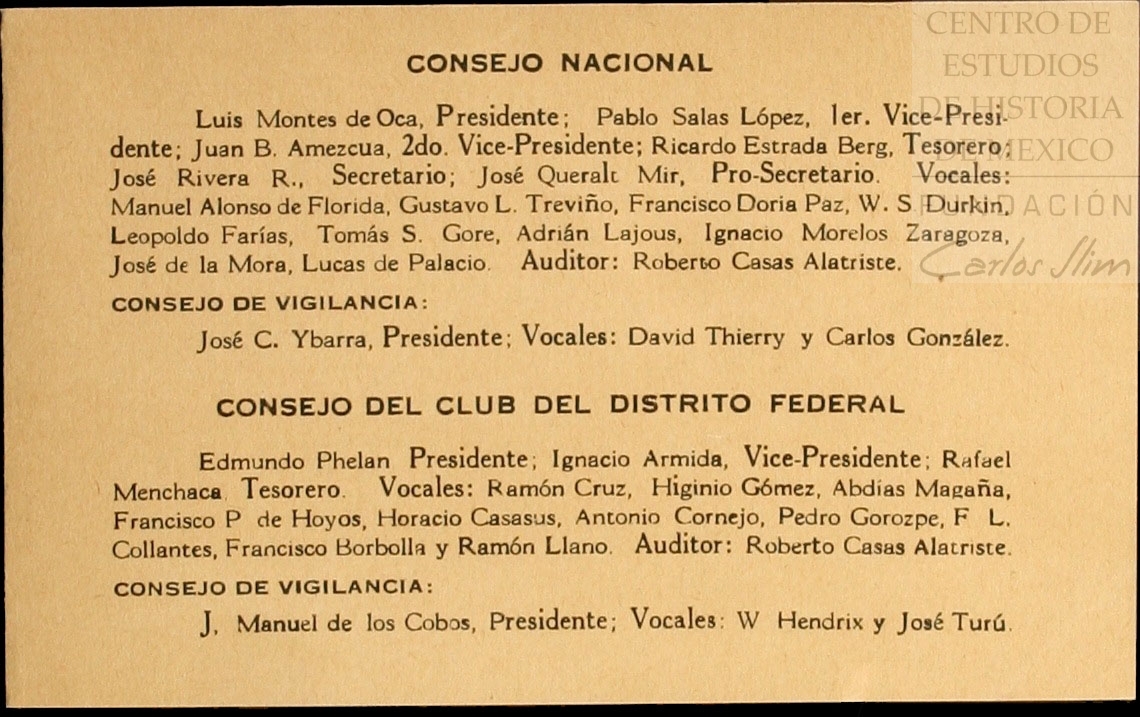 CENTRO DE
ESTUDIOS
DE HISTORIA
DE MEXICO
FUNDACIÓN
Carlos Slim
CONSEJO NACIONAL
Luis Montes de Oca, Presidente; Pablo Salas López, 1er. Vice-Presi-
dente; Juan B. Amezcua, 2do. Vice-Presidente; Ricardo Estrada Berg, Tesorero;
José Rivera R., Secretario; José Queralt Mir, Pro-Secretario. Vocales:
Manuel Alonso de Florida, Gustavo L. Treviño, Francisco Doria Paz, W. S. Durkin,
Leopoldo Farías, Tomás S. Gore, Adrián Lajous, Ignacio Morelos Zaragoza,
José de la Mora, Lucas de Palacio. Auditor: Roberto Casas Alatriste.
CONSEJO DE VIGILANCIA:
José C. Ybarra, Presidente; Vocales: David Thierry y Carlos González.
CONSEJO DEL CLUB DEL DISTRITO FEDERAL
Edmundo Phelan Presidente; Ignacio Armida, Vice-Presidente; Rafael
Menchaca, Tesorero. Vocales: Ramón Cruz, Higinio Gómez, Abdías Magaña,
Francisco P de Hoyos, Horacio Casasus, Antonio Cornejo, Pedro Gorozpe, F L.
Collantes, Francisco Borbolla y Ramón Llano. Auditor: Roberto Casas Alatriste.
CONSEJO DE VIGILANCIA:
J, Manuel de los Cobos, Presidente; Vocales: W Hendrix y José Turú.